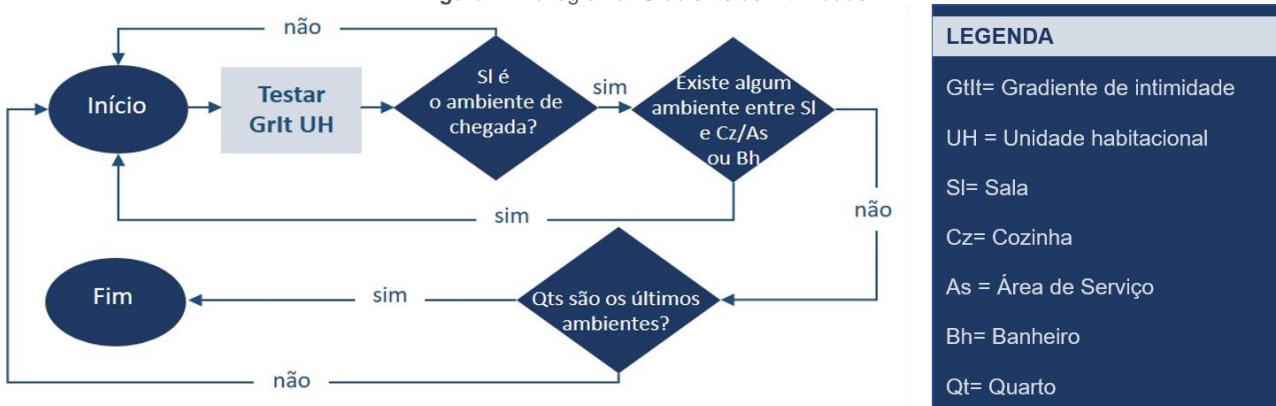 não
Início
Testar
GrIt UH
Sl é
o ambiente de
chegada?
sim
Existe algum
ambiente entre Sl
e Cz/As
ou Bh
sim
não
Fim
sim
Qts são os últimos
ambientes?
não
LEGENDA
GtIt= Gradiente de intimidade
UH = Unidade habitacional
Sl= Sala
Cz= Cozinha
As = Área de Serviço
Bh= Banheiro
Qt= Quarto